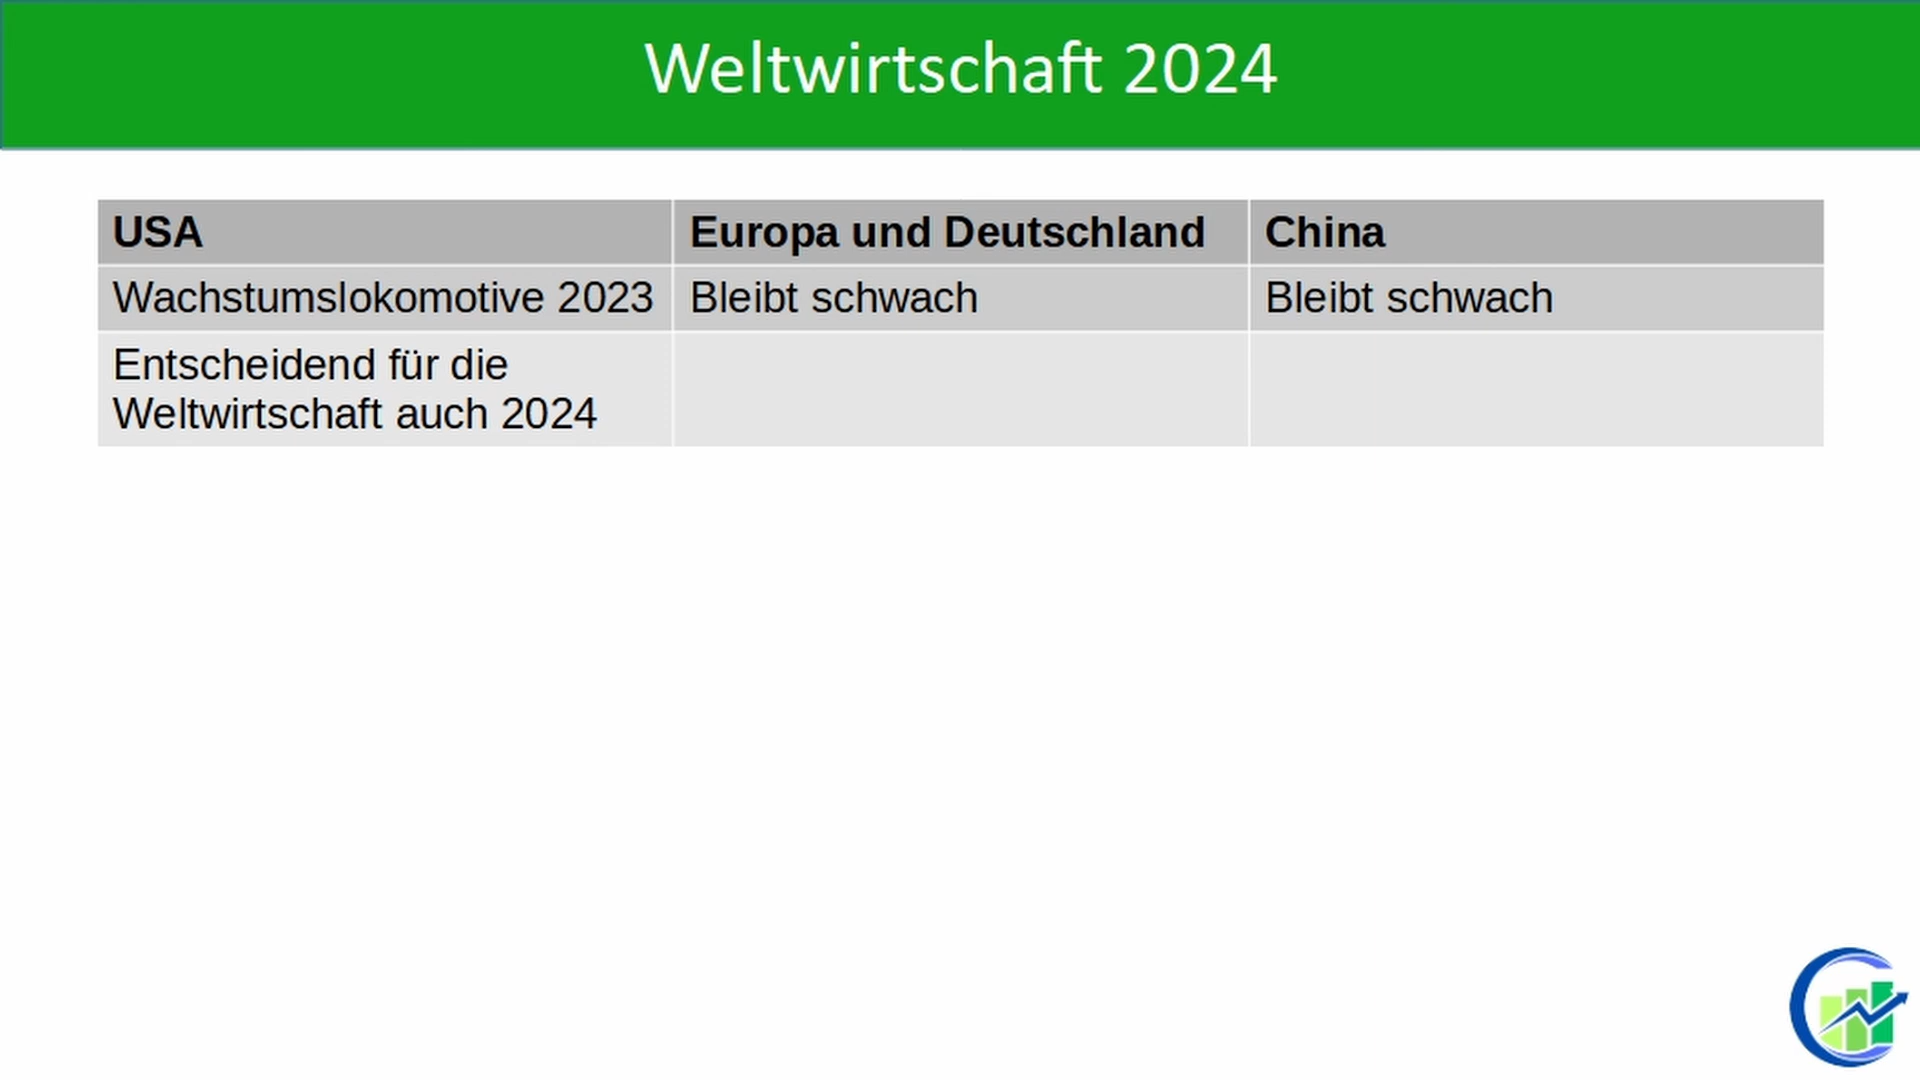 Weltwirtschaft 2024
USA Europa und Deutschland China
Wachstumslokomotive 2023 Bleibt schwach Bleibt schwach
Entscheidend für die
Weltwirtschaft auch 2024